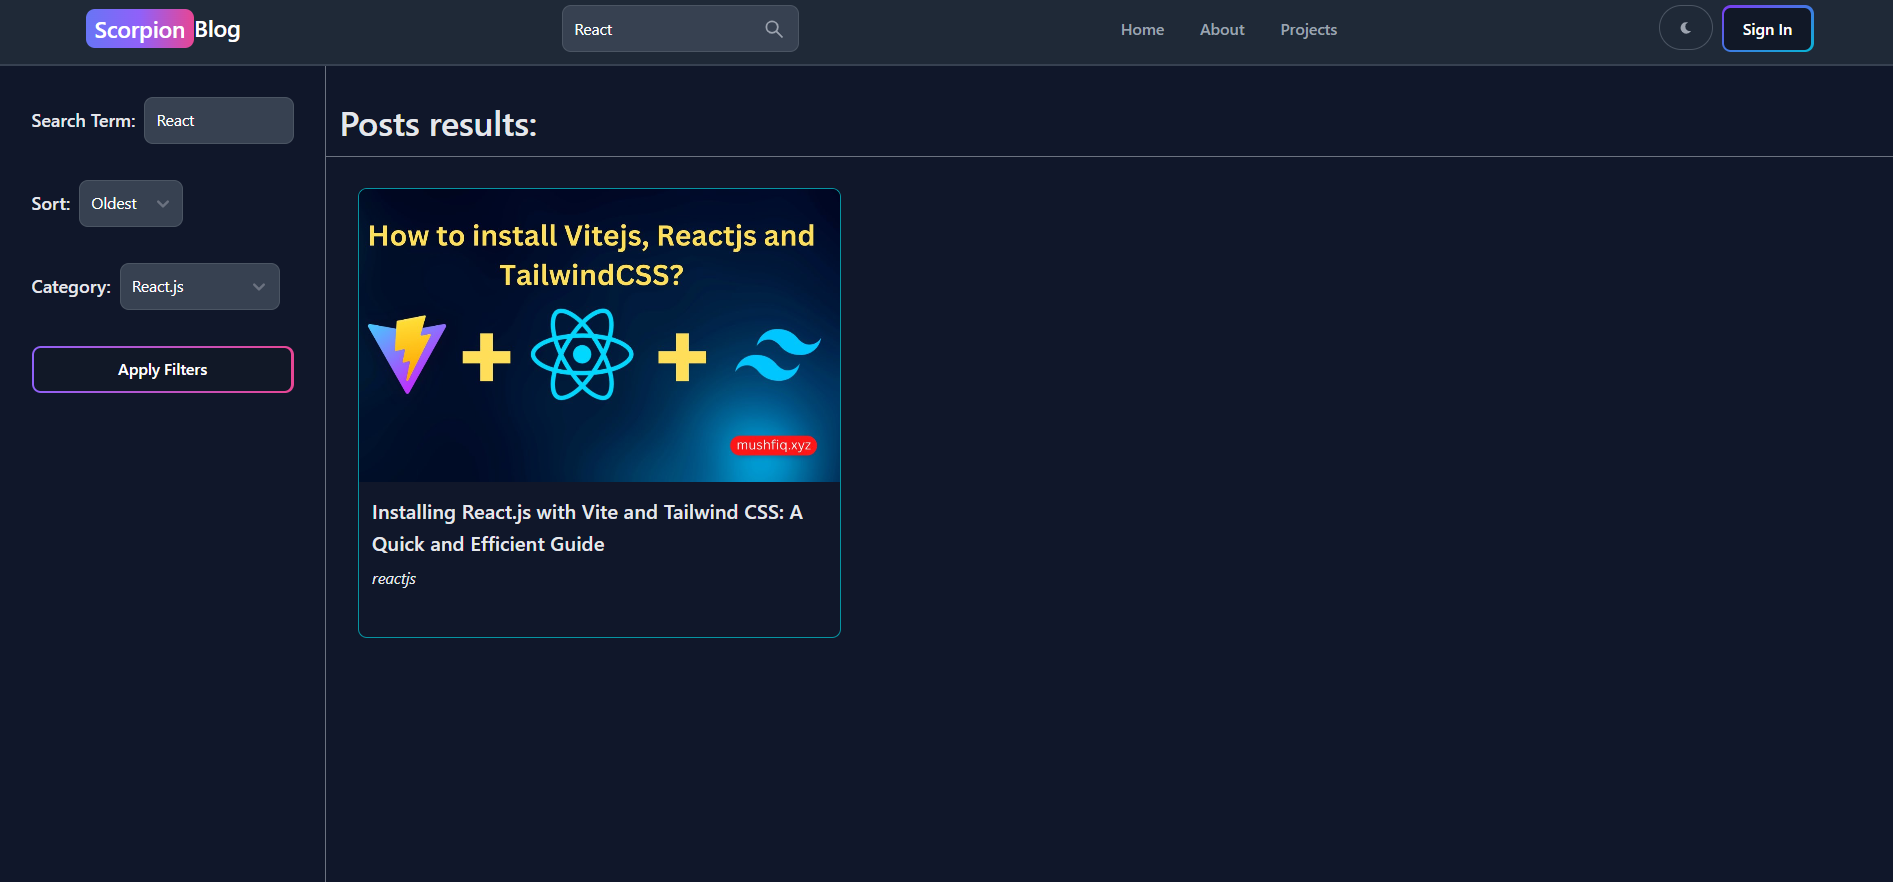 Scorpion Blog
React
Home
About
Projects
Sign In
Search Term:
React
Sort:
Oldest
Category:
React.js
Apply Filters
Posts results:
How to install Vitejs, Reactjs and
TailwindCSS?
mushfiq.xyz
Installing React.js with Vite and Tailwind CSS: A
Quick and Efficient Guide
reactjs